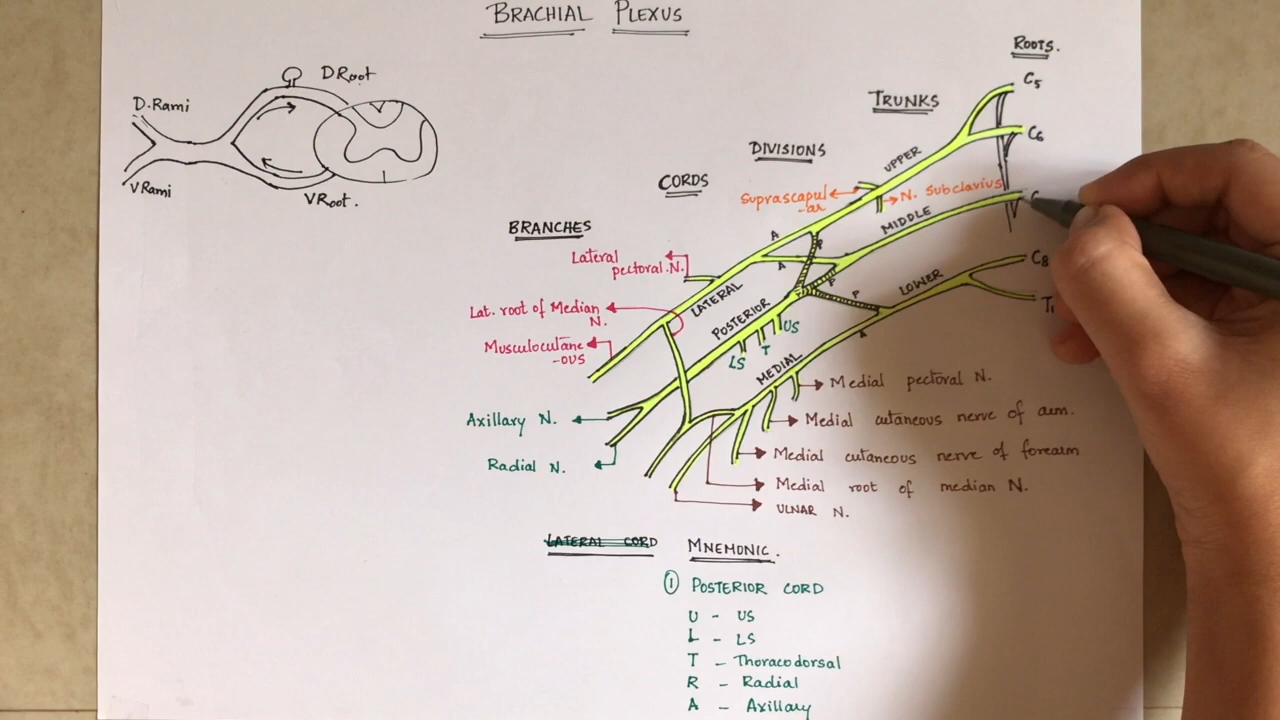 BRACHIAL PLEXUS
ROOTS.
DRoot
C5
TRUNKS
D.Rami
C6
DIVISIONS
UPPER
CORDS
VRami
Suprascapul
-ar
N. Subclavius
VRoot.
BRANCHES
MIDDLE
A
P
Lateral
pectoral.N.
A
C8
P
LOWER
P
LATERAL
Lat. root of Median
N.
POSTERIOR
US
T
LS
A
Musculocutane
-ous
MEDIAL
Medial pectoral N.
Axillary N.
Medial cutaneous nerve of arm.
Medial cutaneous nerve of forearm
Radial N.
Medial root of median N.
ULNAR N.
LATERAL CORD
MNEMONIC.
1 POSTERIOR CORD
U - US
L - LS
T - Thoracodorsal
R - Radial
A - Axillary